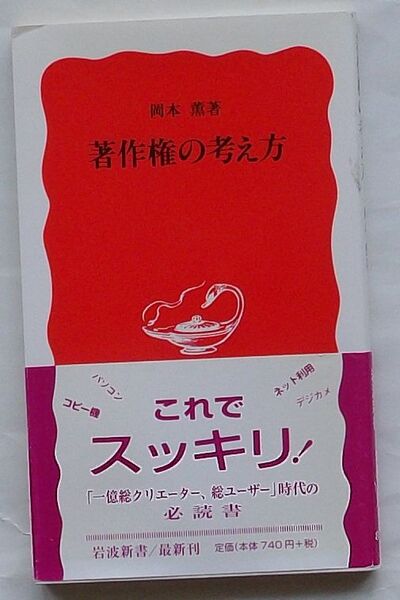 岡本 薫著
著作権の考え方
パソコン
コピー機
ネット利用
デジカメ
これで
スッキリ!
「一億総クリエーター、総ユーザー」時代の
必読書
岩波新書/最新刊 定価(本体740円+税)